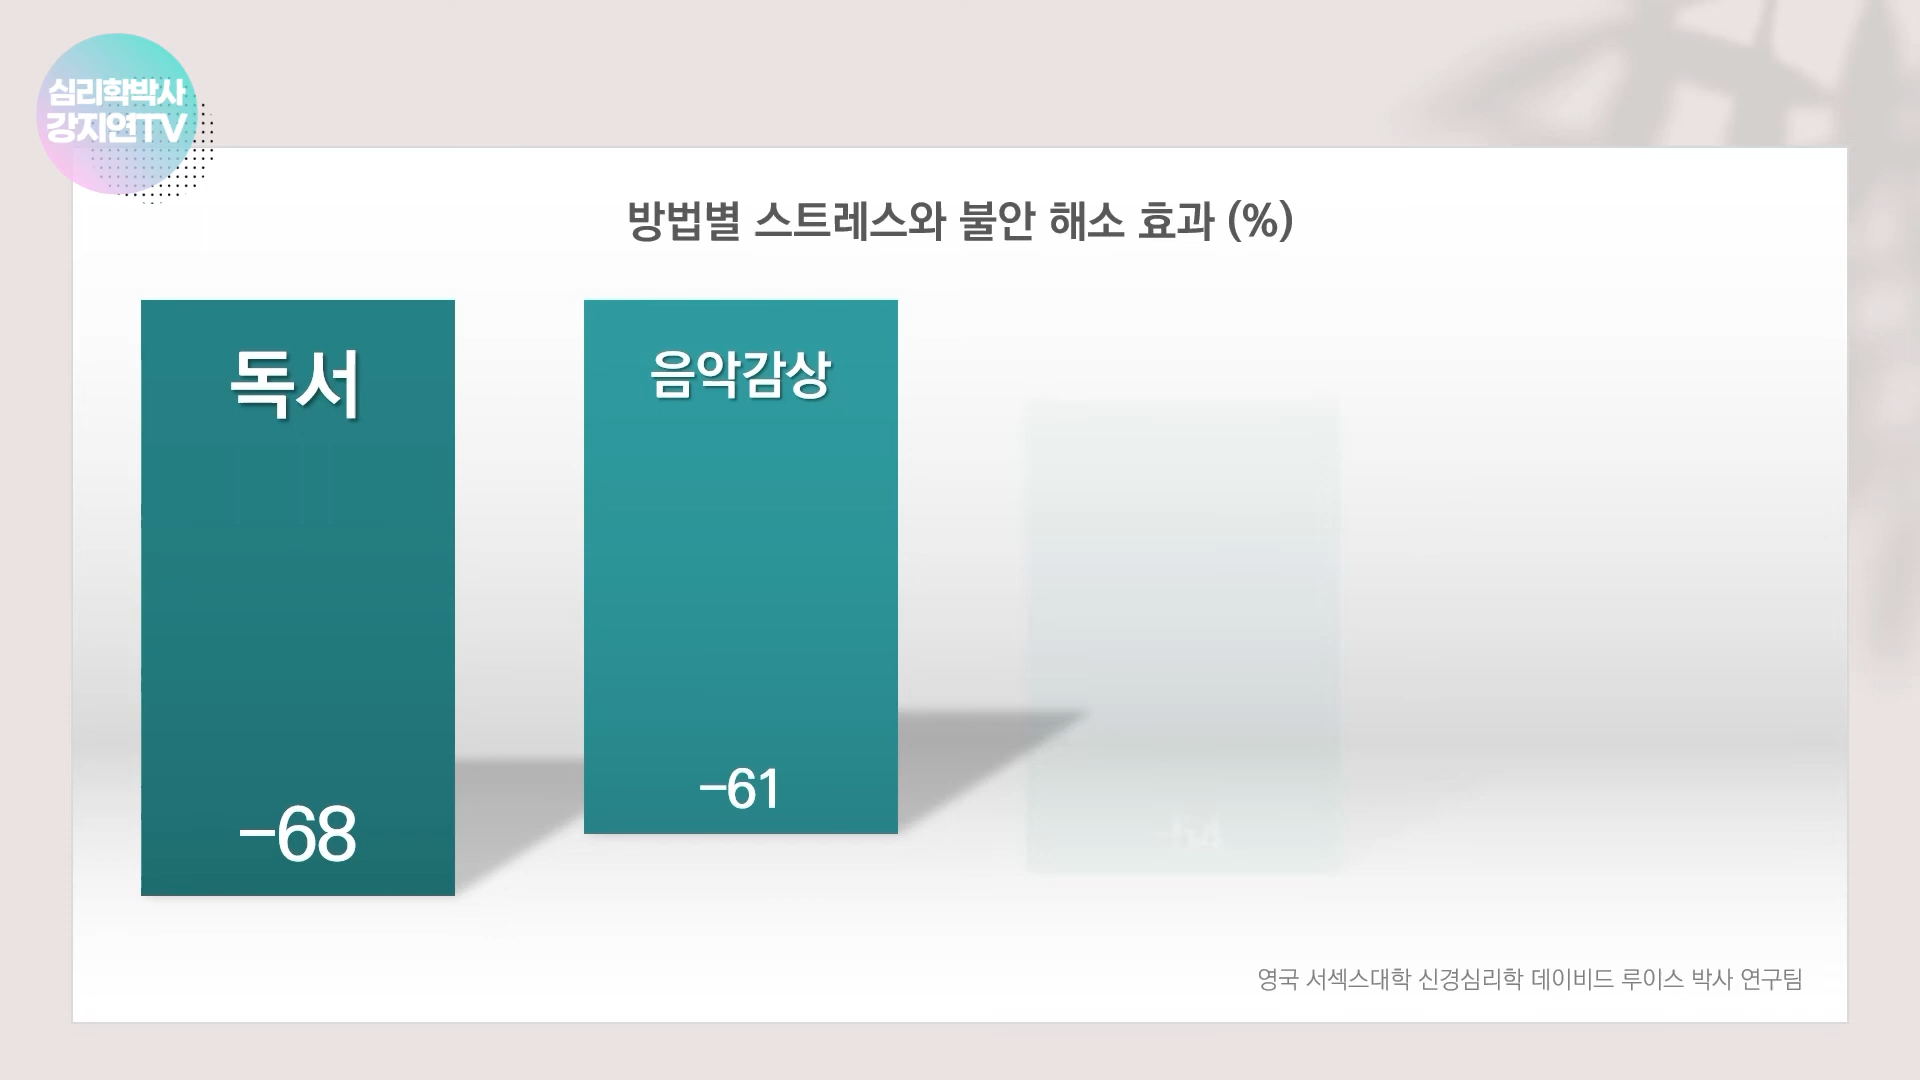 심리학박사
강지연TV
방법별 스트레스와 불안 해소 효과 (%)
독서
음악감상
-68
-61
영국 서섹스대학 신경심리학 데이비드 루이스 박사 연구팀